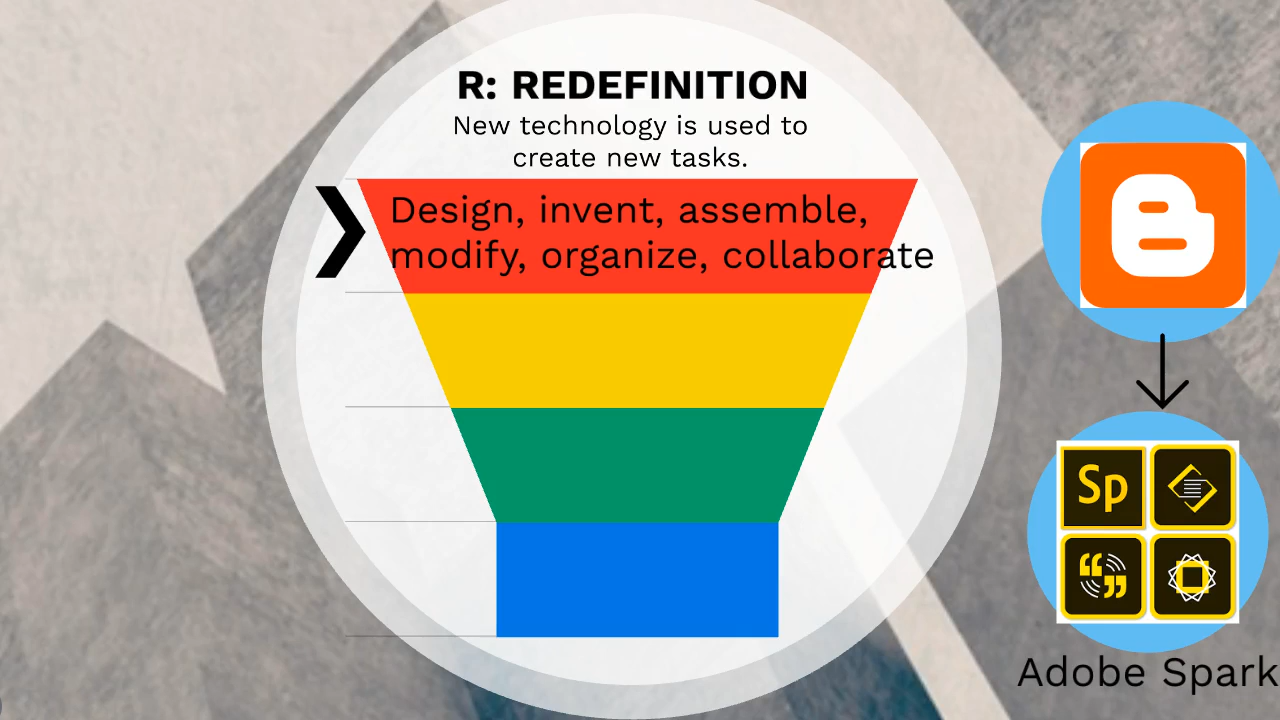 R: REDEFINITION
New technology is used to
create new tasks.
Design, invent, assemble,
modify, organize, collaborate
Sp
Adobe Spark